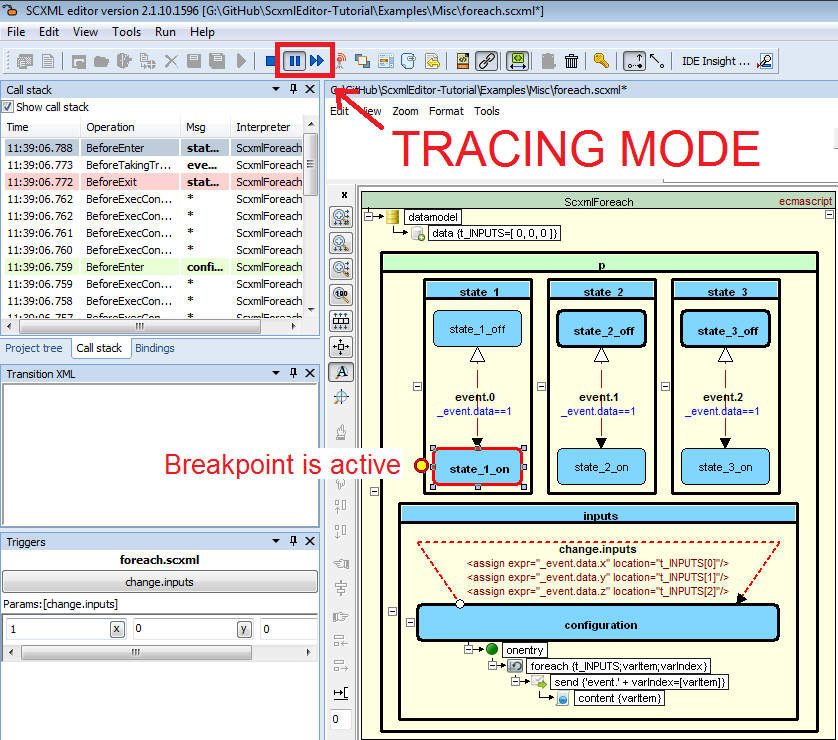 SCXML editor version 2.1.10.1596 [G:\GitHub\ScxmlEditor-Tutorial\Examples\Misc\foreach.scxml*]
File Edit View Tools Run Help
IDE Insight ...
Call stack
Show call stack
Time Operation Msg Interpreter
11:39:06.788 BeforeEnter stat... ScxmlForeach
11:39:06.773 BeforeTakingTr... eve... ScxmlForeach
11:39:06.772 BeforeExit stat... ScxmlForeach
11:39:06.762 BeforeExecCon... * ScxmlForeach
11:39:06.762 BeforeExecCon... * ScxmlForeach
11:39:06.761 BeforeExecCon... * ScxmlForeach
11:39:06.760 BeforeExecCon... * ScxmlForeach
11:39:06.759 BeforeEnter confi... ScxmlForeach
11:39:06.759 BeforeExecCon... * ScxmlForeach
11:39:06.758 BeforeExecCon... * ScxmlForeach
11:39:06.757 BeforeExecCon... * ScxmlForeach
Project tree Call stack Bindings
Transition XML
Triggers
foreach.scxml
change.inputs
Params:[change.inputs]
1 x 0 y 0
GitHub\ScxmlEditor-Tutorial\Examples\Misc\foreach.scxml*
Edit View Zoom Format Tools
TRACING MODE
x
100
A
0
ScxmlForeach ecmascript
datamodel
data {t_INPUTS=[ 0, 0, 0 ]}
p
state_1 state_2 state_3
state_1_off state_2_off state_3_off
event.0 event.1 event.2
_event.data==1 _event.data==1 _event.data==1
Breakpoint is active
state_1_on state_2_on state_3_on
inputs
change.inputs
<assign expr="_event.data.x" location="t_INPUTS[0]"/>
<assign expr="_event.data.y" location="t_INPUTS[1]"/>
<assign expr="_event.data.z" location="t_INPUTS[2]"/>
configuration
onentry
foreach {t_INPUTS;varItem;varIndex}
send {'event.' + varIndex=[varItem]}
content {varItem}